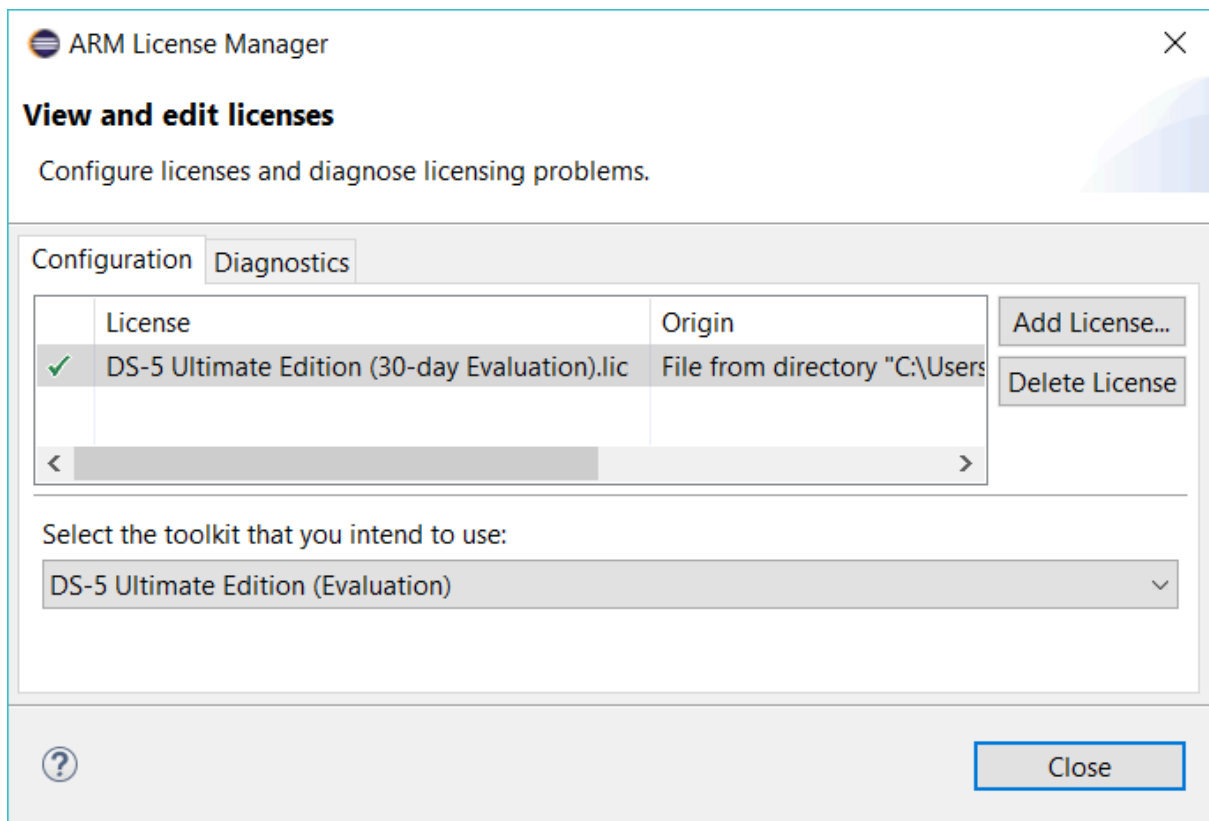 ARM License Manager
View and edit licenses
Configure licenses and diagnose licensing problems.
Configuration Diagnostics
License Origin Add License...
DS-5 Ultimate Edition (30-day Evaluation).lic File from directory "C:\Users
Delete License
Select the toolkit that you intend to use:
DS-5 Ultimate Edition (Evaluation)
? Close